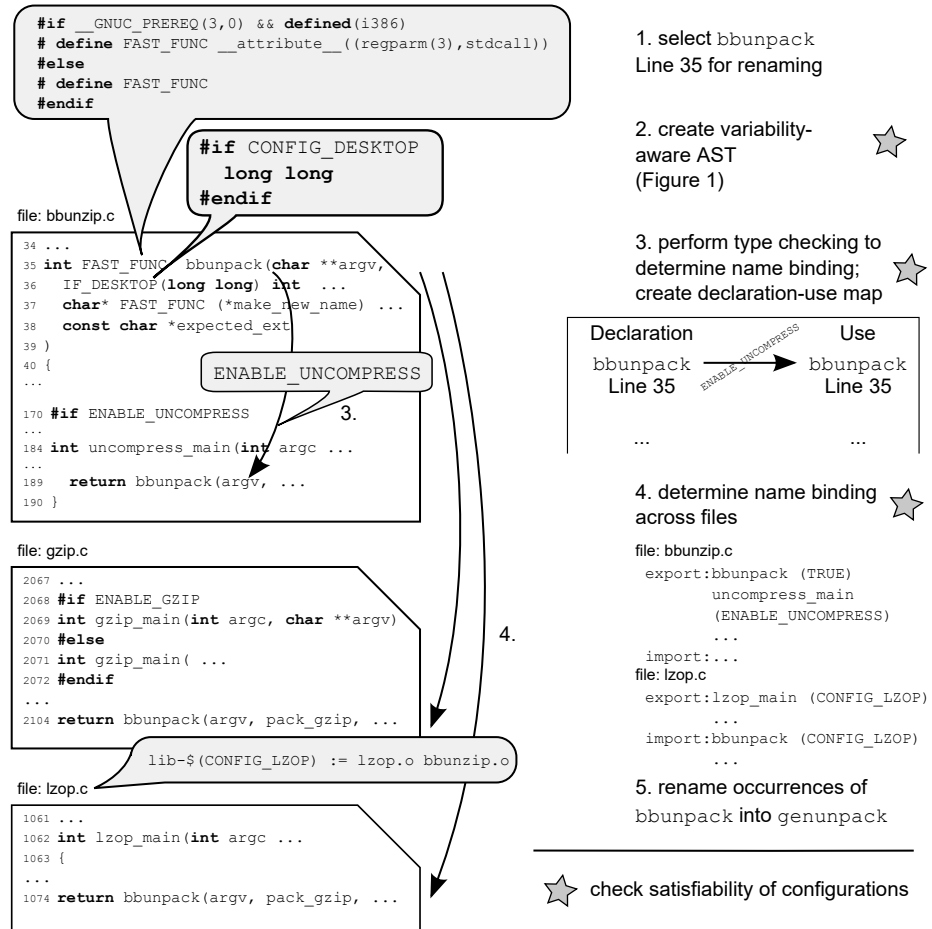 #if __GNUC_PREREQ(3,0) && defined(i386)
# define FAST_FUNC __attribute__((regparm(3),stdcall))
#else
# define FAST_FUNC
#endif
#if CONFIG_DESKTOP
long long
#endif
file: bbunzip.c
34 ...
35 int FAST_FUNC bbunpack(char **argv,
36 IF_DESKTOP(long long) int ...
37 char* FAST_FUNC (*make_new_name) ...
38 const char *expected_ext
39 )
40 {
...
ENABLE_UNCOMPRESS
170 #if ENABLE_UNCOMPRESS
3.
...
184 int uncompress_main(int argc ...
...
189 return bbunpack(argv, ...
190 }
file: gzip.c
2067 ...
2068 #if ENABLE_GZIP
2069 int gzip_main(int argc, char **argv)
2070 #else
2071 int gzip_main( ...
2072 #endif
...
2104 return bbunpack(argv, pack_gzip, ...
4.
lib-$(CONFIG_LZOP) := lzop.o bbunzip.o
file: lzop.c
1061 ...
1062 int lzop_main(int argc ...
1063 {
...
1074 return bbunpack(argv, pack_gzip, ...
1. select bbunpack
Line 35 for renaming
2. create variability-
aware AST
(Figure 1)
3. perform type checking to
determine name binding;
create declaration-use map
Declaration Use
bbunpack ENABLE_UNCOMPRESS bbunpack
Line 35 Line 35
... ...
4. determine name binding
across files
file: bbunzip.c
export:bbunpack (TRUE)
uncompress_main
(ENABLE_UNCOMPRESS)
...
import:...
file: lzop.c
export:lzop_main (CONFIG_LZOP)
...
import:bbunpack (CONFIG_LZOP)
...
5. rename occurrences of
bbunpack into genunpack
check satisfiability of configurations